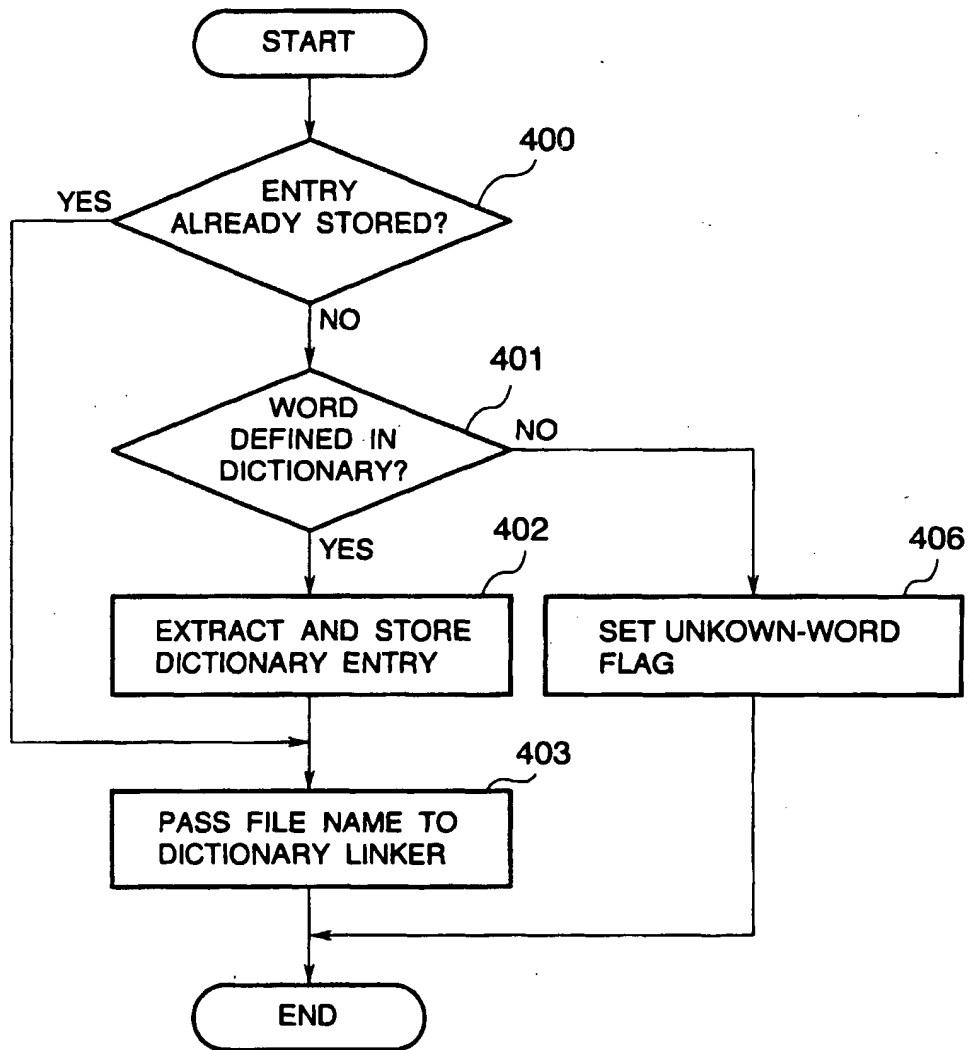 START
400
YES
ENTRY
ALREADY STORED?
NO
401
WORD
DEFINED IN
DICTIONARY?
NO
YES
402
406
EXTRACT AND STORE
DICTIONARY ENTRY
SET UNKOWN-WORD
FLAG
403
PASS FILE NAME TO
DICTIONARY LINKER
END